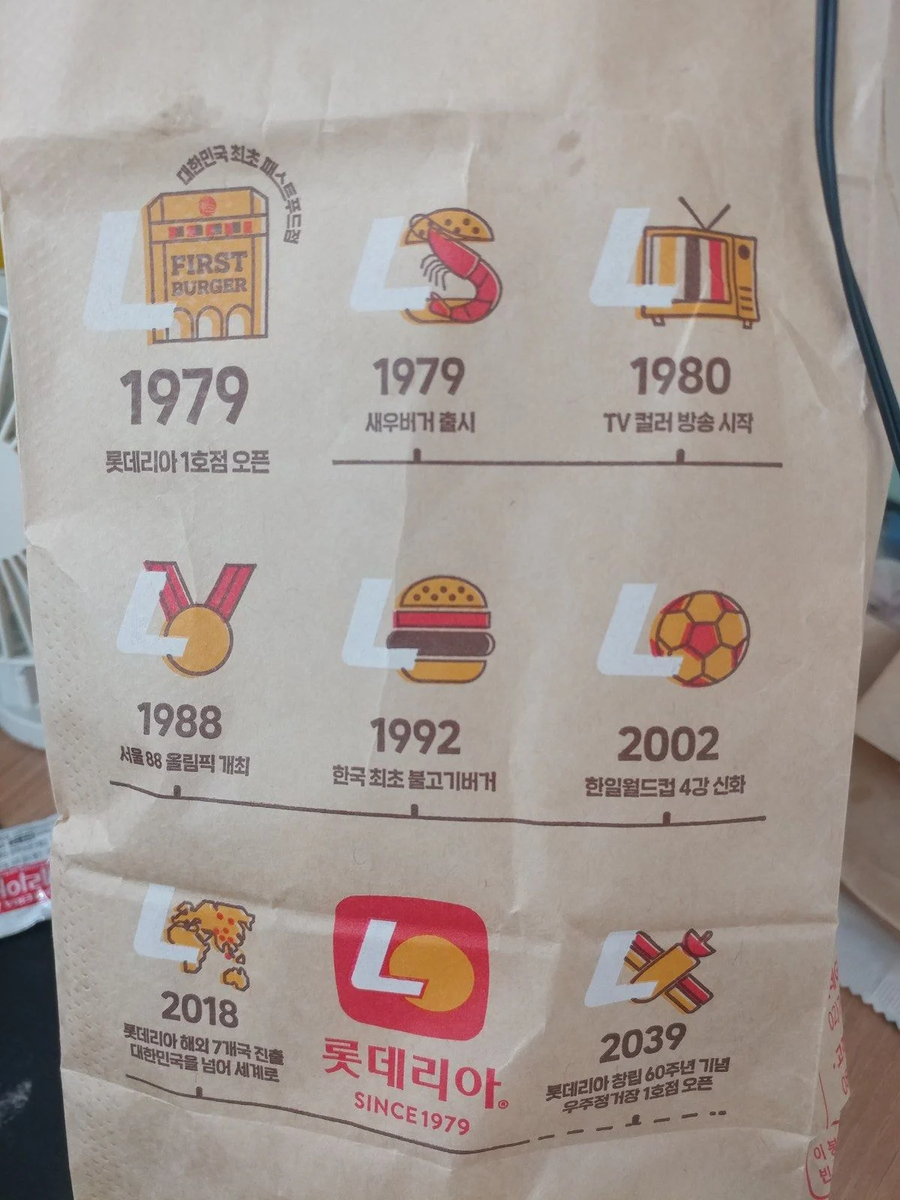 대한민국 최초 패스트푸드점
FIRST
BURGER
1979
롯데리아 1호점 오픈
1979
새우버거 출시
1980
TV 컬러 방송 시작
1988
서울 88 올림픽 개최
1992
한국 최초 불고기버거
2002
한일월드컵 4강 신화
2018
롯데리아 해외 7개국 진출
대한민국을 넘어 세계로
롯데리아®
SINCE 1979
2039
롯데리아 창립 60주년 기념
우주정거장 1호점 오픈